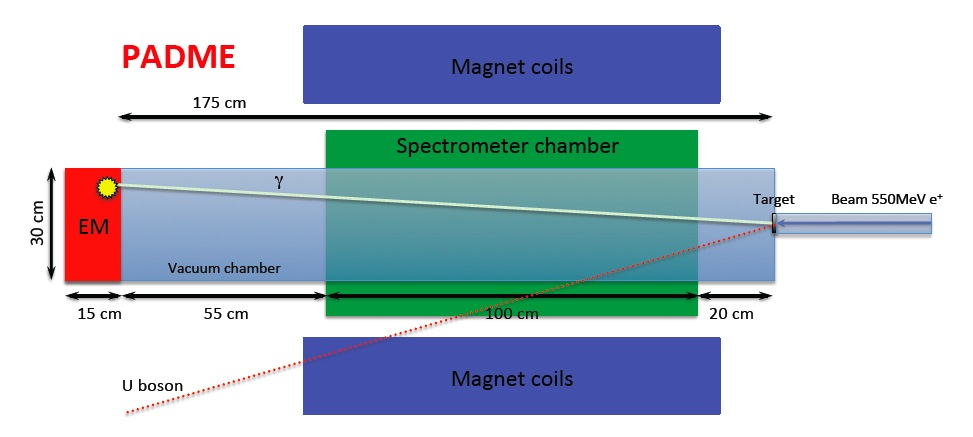 PADME
Magnet coils
175 cm
Spectrometer chamber
γ
Target
Beam 550MeV e⁺
30 cm
EM
Vacuum chamber
15 cm
55 cm
100 cm
20 cm
U boson
Magnet coils